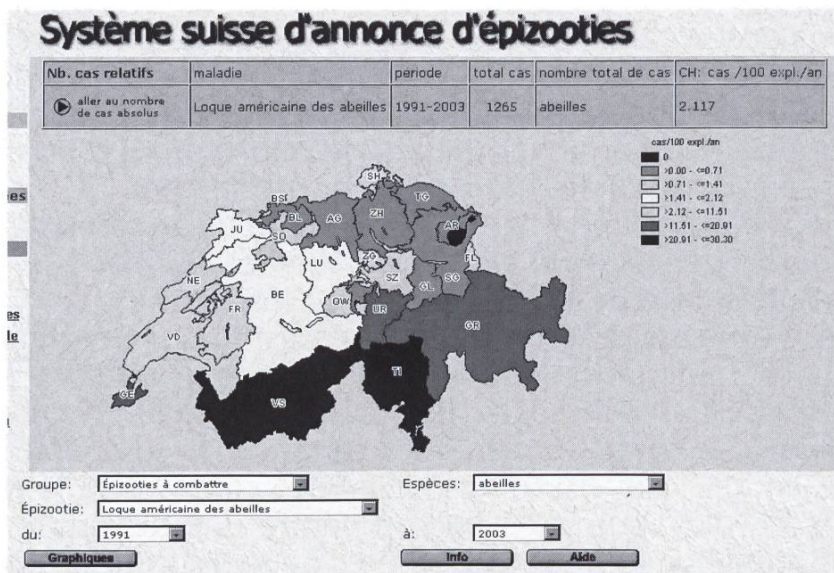 Système suisse d'annonce d'épizooties
Nb. cas relatifs maladie période total cas nombre total de cas CH: cas /100 expl./an
aller au nombre de cas absolus Loque américaine des abeilles 1991-2003 1265 abeilles 2.117
cas/100 expl./an
0
>0.00 - <=0.71
>0.71 - <=1.41
>1.41 - <=2.12
>2.12 - <=11.51
>11.51 - <=20.91
>20.91 - <=30.30
SH
BS
BL
AG
ZH
TG
AR
JU
SO
LU
ZG
SZ
FL
NE
BE
OW
GL
SG
FR
UR
GR
VD
GE
VS
TI
es
es
le
Groupe: Épizooties à combattre Espèces: abeilles
Épizootie: Loque américaine des abeilles
du: 1991 à: 2003
Graphiques Info Aide